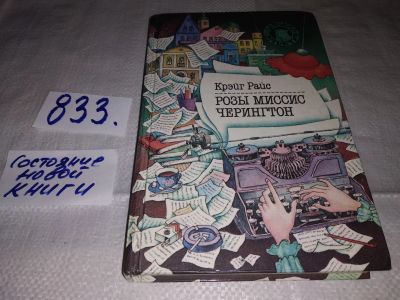 833.
Состояние
новой
книги
Крэйг Райс
РОЗЫ МИССИС
ЧЕРИНГТОН